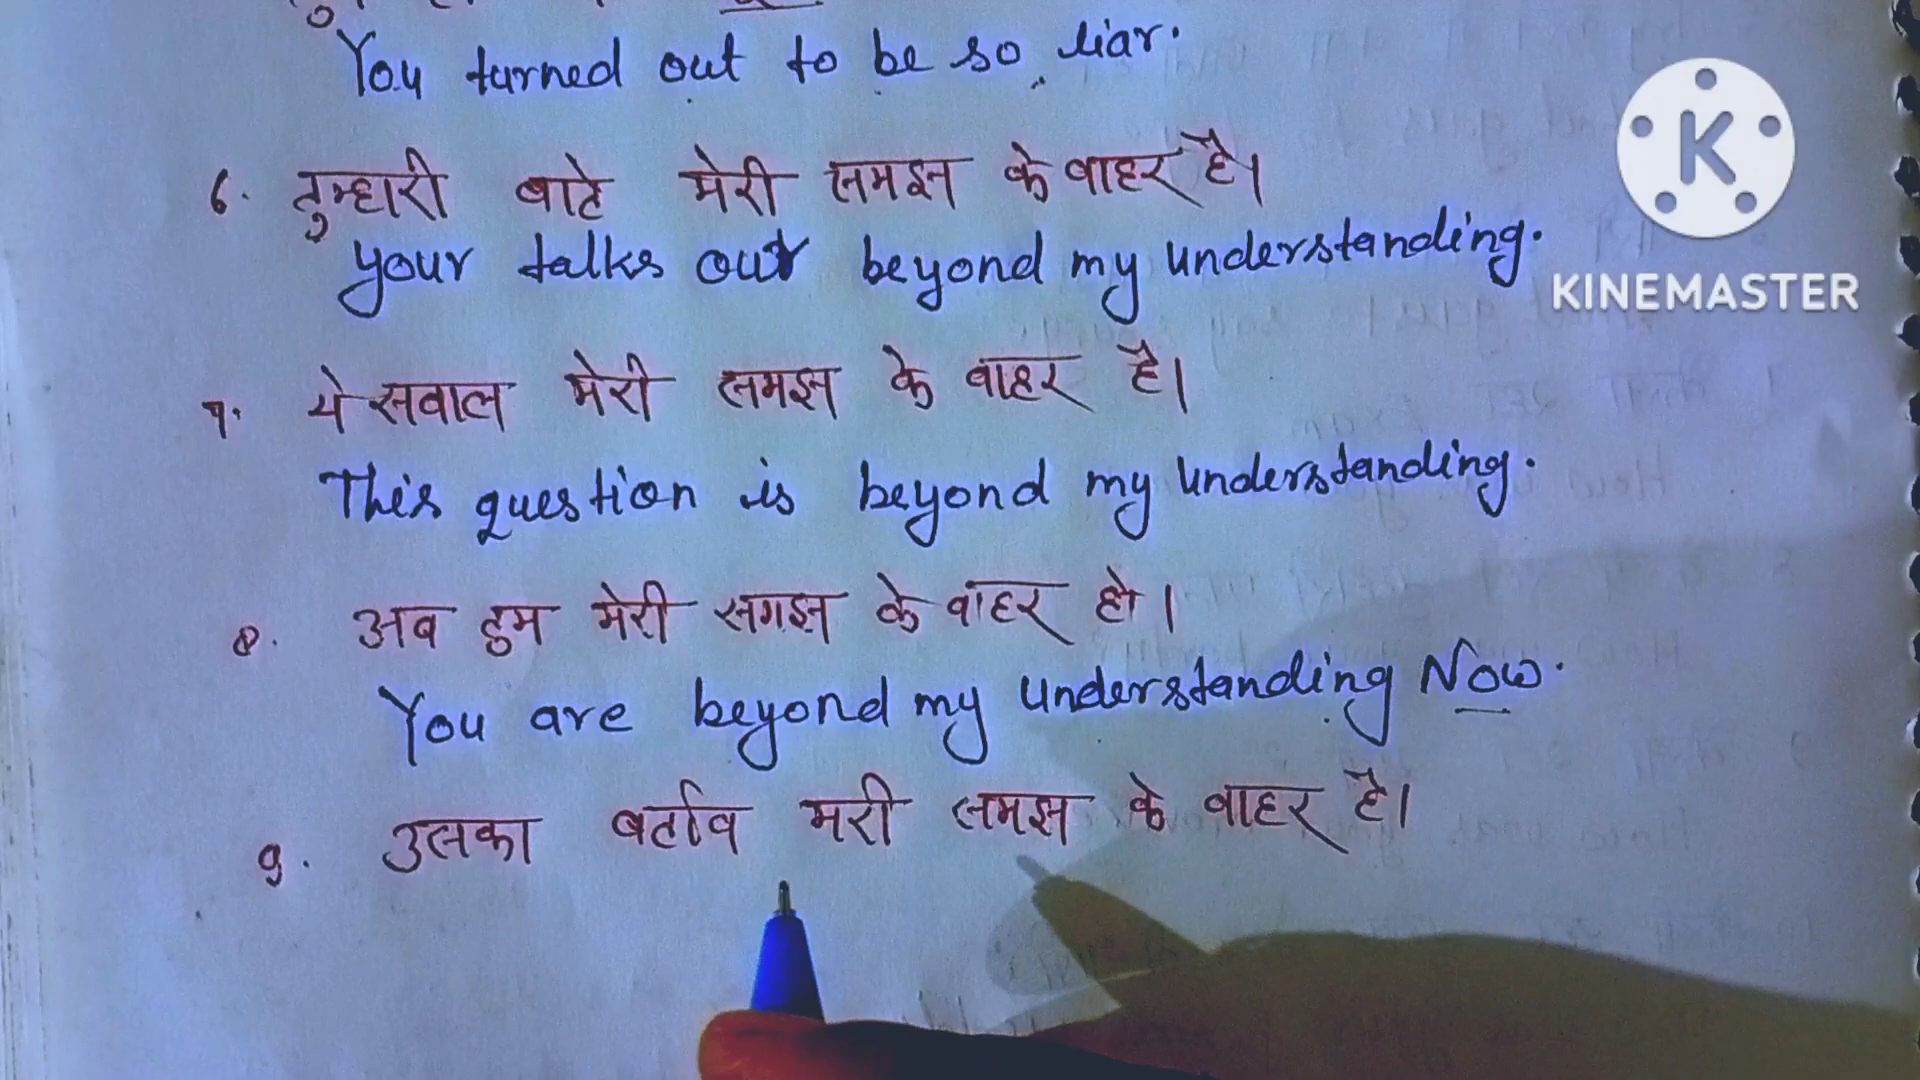 You turned out to be so liar.
6. तुम्हारी बाते मेरी समझ के बाहर है।
your talks out beyond my understanding.
7. ये सवाल मेरी समझ के बाहर है।
This question is beyond my understanding.
8. अब तुम मेरी समझ के बाहर हो।
You are beyond my understanding Now.
9. उसका बर्ताव मरी समझ के बाहर है।
K
KINEMASTER